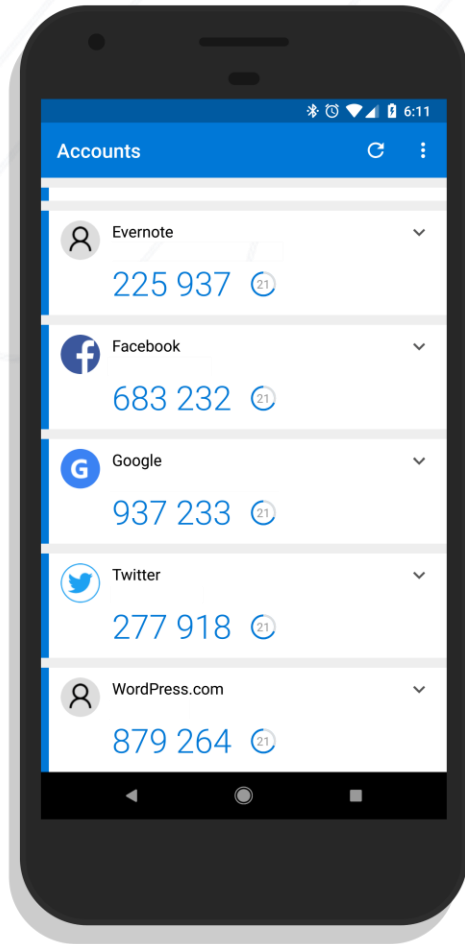 6:11
Accounts
Evernote
225 937 21
Facebook
683 232 21
G Google
937 233 21
Twitter
277 918 21
WordPress.com
879 264 21